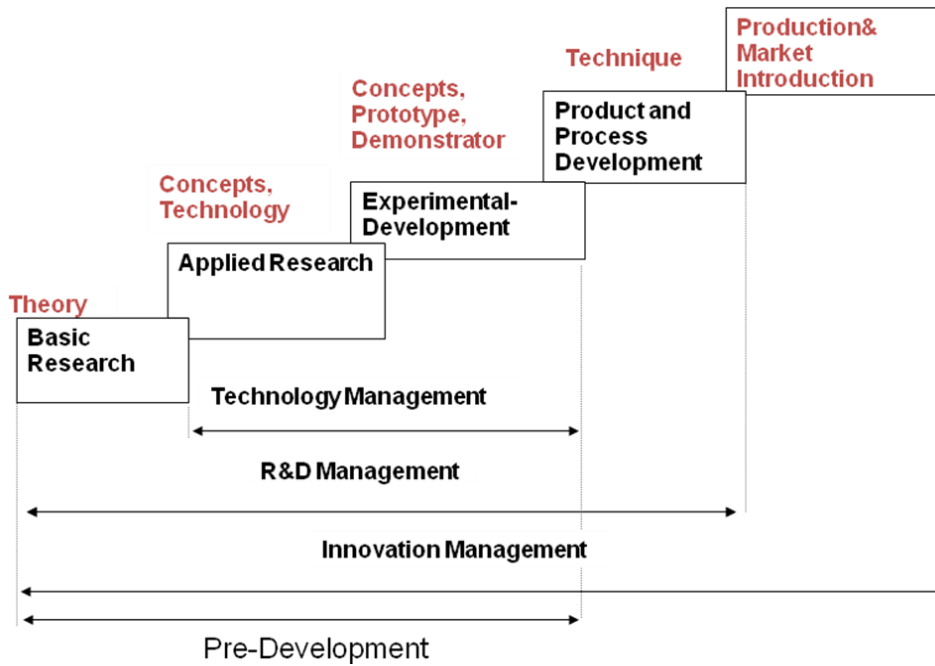 Production&
Market
Introduction
Technique
Concepts,
Prototype,
Demonstrator
Product and
Process
Development
Concepts,
Technology
Experimental-
Development
Applied Research
Theory
Basic
Research
Technology Management
R&D Management
Innovation Management
Pre-Development